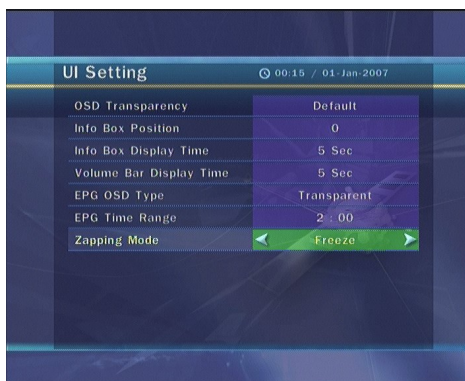 UI Setting
00:15 / 01-Jan-2007
OSD Transparency Default
Info Box Position 0
Info Box Display Time 5 Sec
Volume Bar Display Time 5 Sec
EPG OSD Type Transparent
EPG Time Range 2 : 00
Zapping Mode Freeze